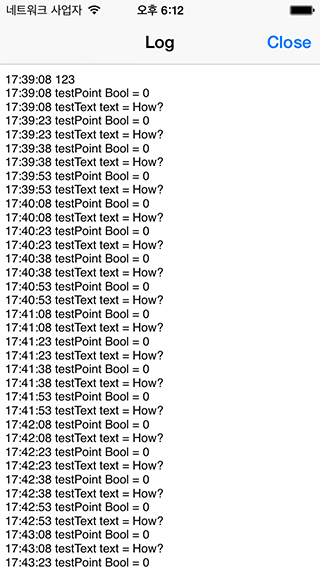 네트워크 사업자 오후 6:12
Log Close
17:39:08 123
17:39:08 testPoint Bool = 0
17:39:08 testText text = How?
17:39:23 testPoint Bool = 0
17:39:23 testText text = How?
17:39:38 testPoint Bool = 0
17:39:38 testText text = How?
17:39:53 testPoint Bool = 0
17:39:53 testText text = How?
17:40:08 testPoint Bool = 0
17:40:08 testText text = How?
17:40:23 testPoint Bool = 0
17:40:23 testText text = How?
17:40:38 testPoint Bool = 0
17:40:38 testText text = How?
17:40:53 testPoint Bool = 0
17:40:53 testText text = How?
17:41:08 testPoint Bool = 0
17:41:08 testText text = How?
17:41:23 testPoint Bool = 0
17:41:23 testText text = How?
17:41:38 testPoint Bool = 0
17:41:38 testText text = How?
17:41:53 testPoint Bool = 0
17:41:53 testText text = How?
17:42:08 testPoint Bool = 0
17:42:08 testText text = How?
17:42:23 testPoint Bool = 0
17:42:23 testText text = How?
17:42:38 testPoint Bool = 0
17:42:38 testText text = How?
17:42:53 testPoint Bool = 0
17:42:53 testText text = How?
17:43:08 testPoint Bool = 0
17:43:08 testText text = How?
17:43:23 testPoint Bool = 0